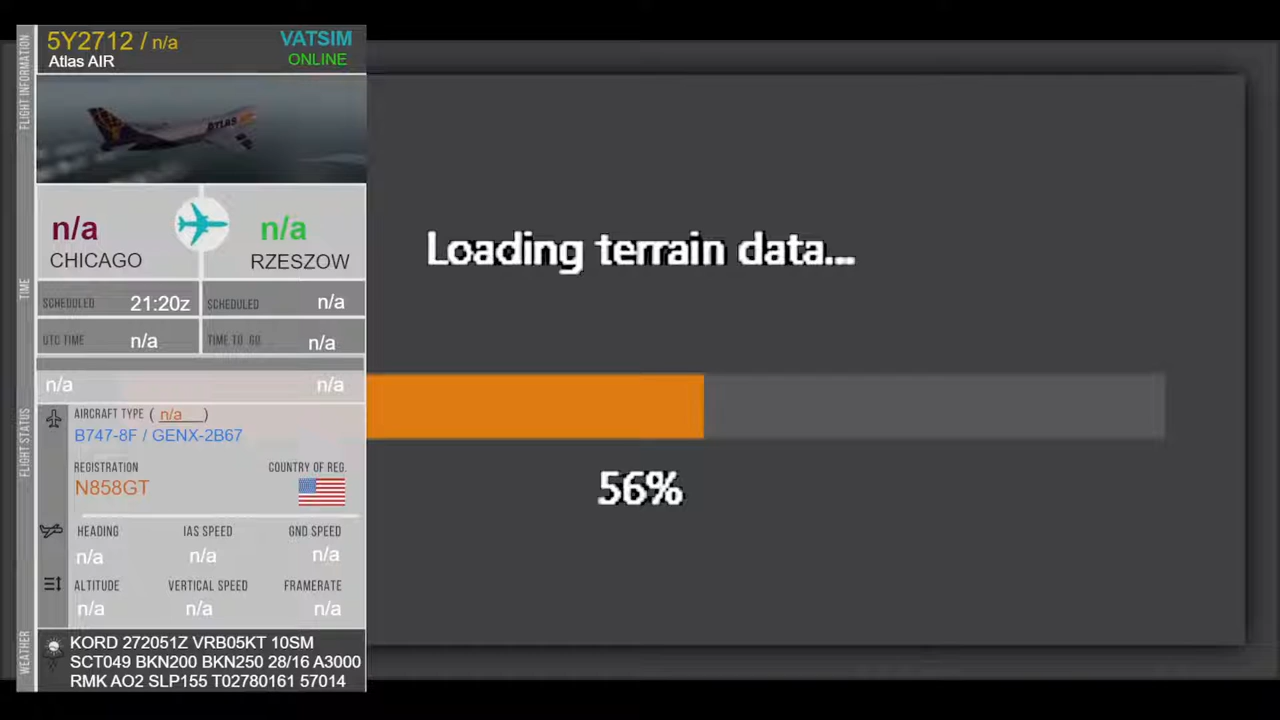 FLIGHT INFORMATION
5Y2712 / n/a
VATSIM
Atlas AIR
ONLINE
ATLAS
n/a
n/a
CHICAGO
RZESZOW
TIME
SCHEDULED 21:20z
SCHEDULED n/a
UTC TIME n/a
TIME TO GO n/a
n/a
n/a
FLIGHT STATUS
AIRCRAFT TYPE ( n/a )
B747-8F / GENX-2B67
REGISTRATION
COUNTRY OF REG.
N858GT
HEADING
IAS SPEED
GND SPEED
n/a
n/a
n/a
ALTITUDE
VERTICAL SPEED
FRAMERATE
n/a
n/a
n/a
WEATHER
KORD 272051Z VRB05KT 10SM
SCT049 BKN200 BKN250 28/16 A3000
RMK AO2 SLP155 T02780161 57014
Loading terrain data...
56%